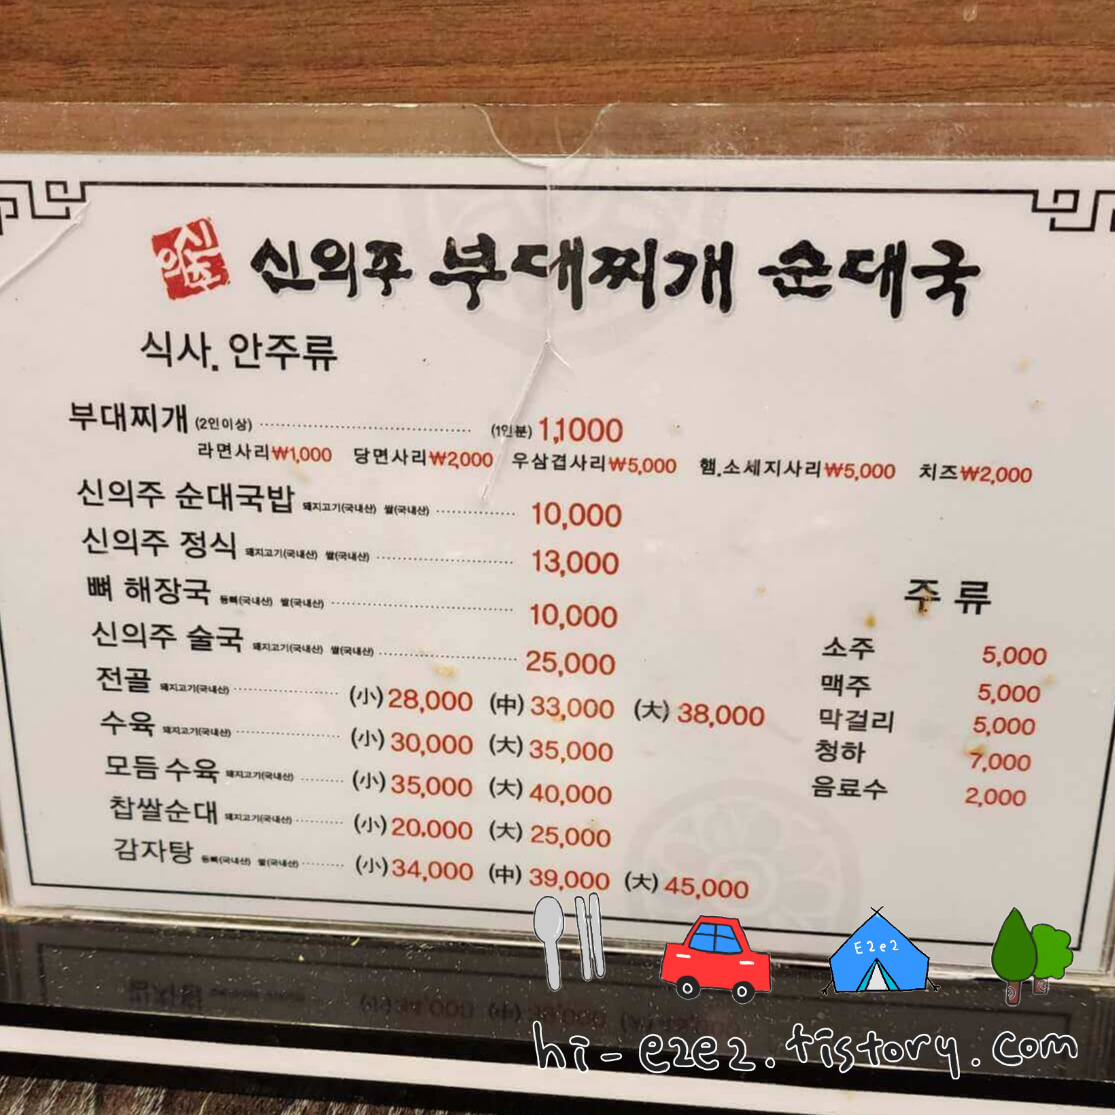 신의주
신의주 부대찌개 순대국
식사. 안주류
부대찌개 (2인이상) (1인분) 1,1000
라면사리₩1,000 당면사리₩2,000 우삼겹사리₩5,000 햄.소세지사리₩5,000 치즈₩2,000
신의주 순대국밥 돼지고기(국내산) 쌀(국내산) 10,000
신의주 정식 돼지고기(국내산) 쌀(국내산) 13,000
뼈 해장국 등뼈(국내산) 쌀(국내산) 10,000
신의주 술국 돼지고기(국내산) 쌀(국내산) 25,000
전골 돼지고기(국내산) (小) 28,000 (中) 33,000 (大) 38,000
수육 돼지고기(국내산) (小) 30,000 (大) 35,000
모듬 수육 돼지고기(국내산) (小) 35,000 (大) 40,000
찹쌀순대 돼지고기(국내산) (小) 20,000 (大) 25,000
감자탕 등뼈(국내산) 쌀(국내산) (小) 34,000 (中) 39,000 (大) 45,000
주류
소주 5,000
맥주 5,000
막걸리 5,000
청하 7,000
음료수 2,000
E2e2
hi-e2e2.tistory.com